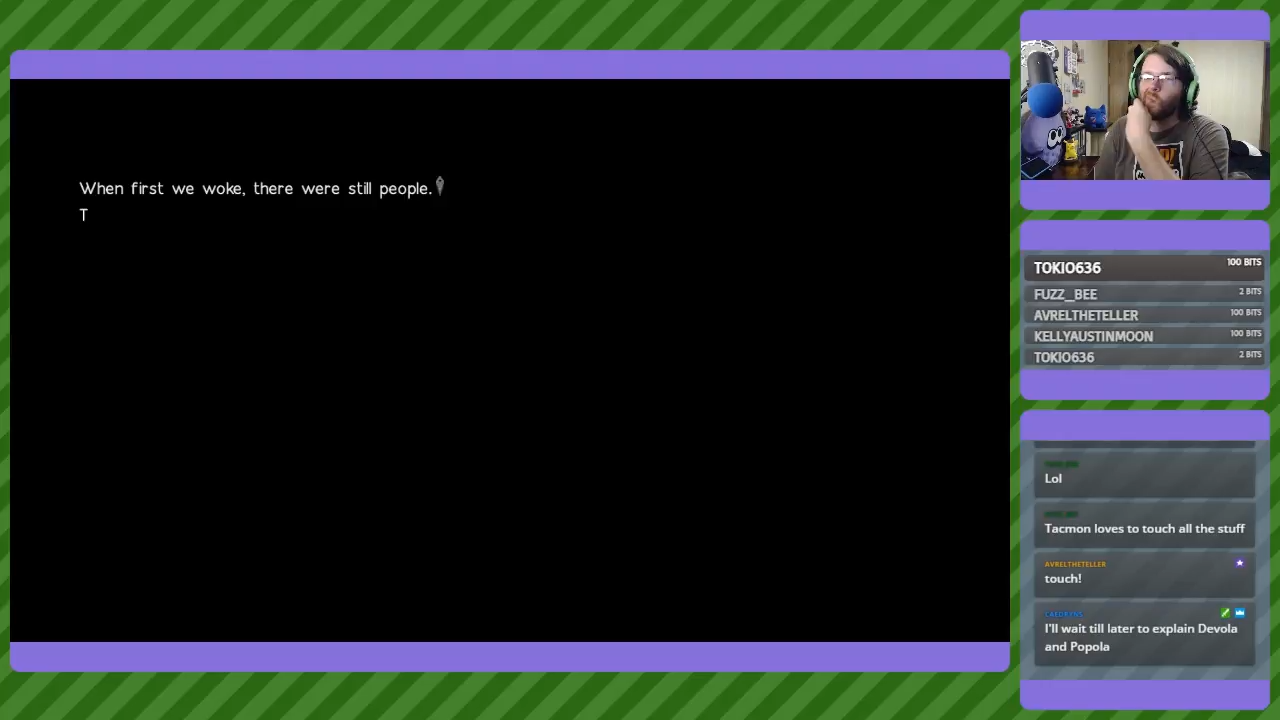 When first we woke, there were still people.
T
TOKIO636 100 BITS
FUZZ_BEE 2 BITS
AVRELTHETELLER 100 BITS
KELLYAUSTINMOON 100 BITS
TOKIO636 2 BITS
Lol
Tacmon loves to touch all the stuff
AVRELTHETELLER
touch!
I'll wait till later to explain Devola
and Popola